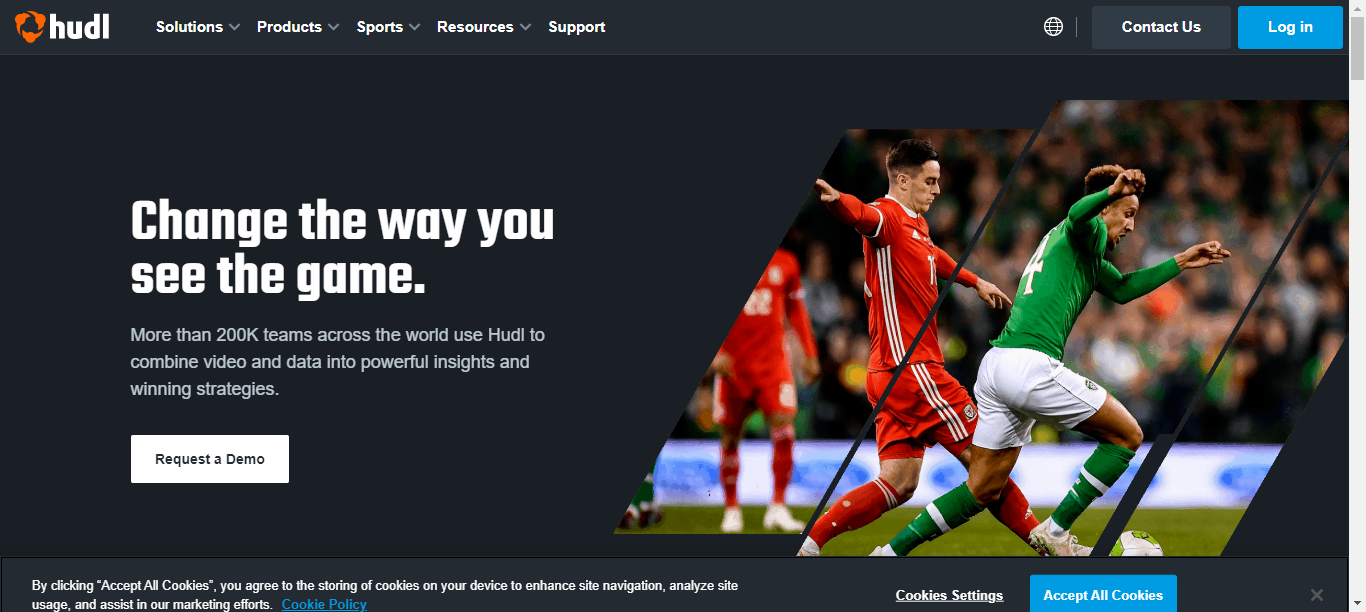 hudl
Solutions
Products
Sports
Resources
Support
Contact Us
Log in
Change the way you
see the game.
More than 200K teams across the world use Hudl to
combine video and data into powerful insights and
winning strategies.
Request a Demo
22
11
4
By clicking “Accept All Cookies”, you agree to the storing of cookies on your device to enhance site navigation, analyze site
usage, and assist in our marketing efforts. Cookie Policy
Cookies Settings
Accept All Cookies